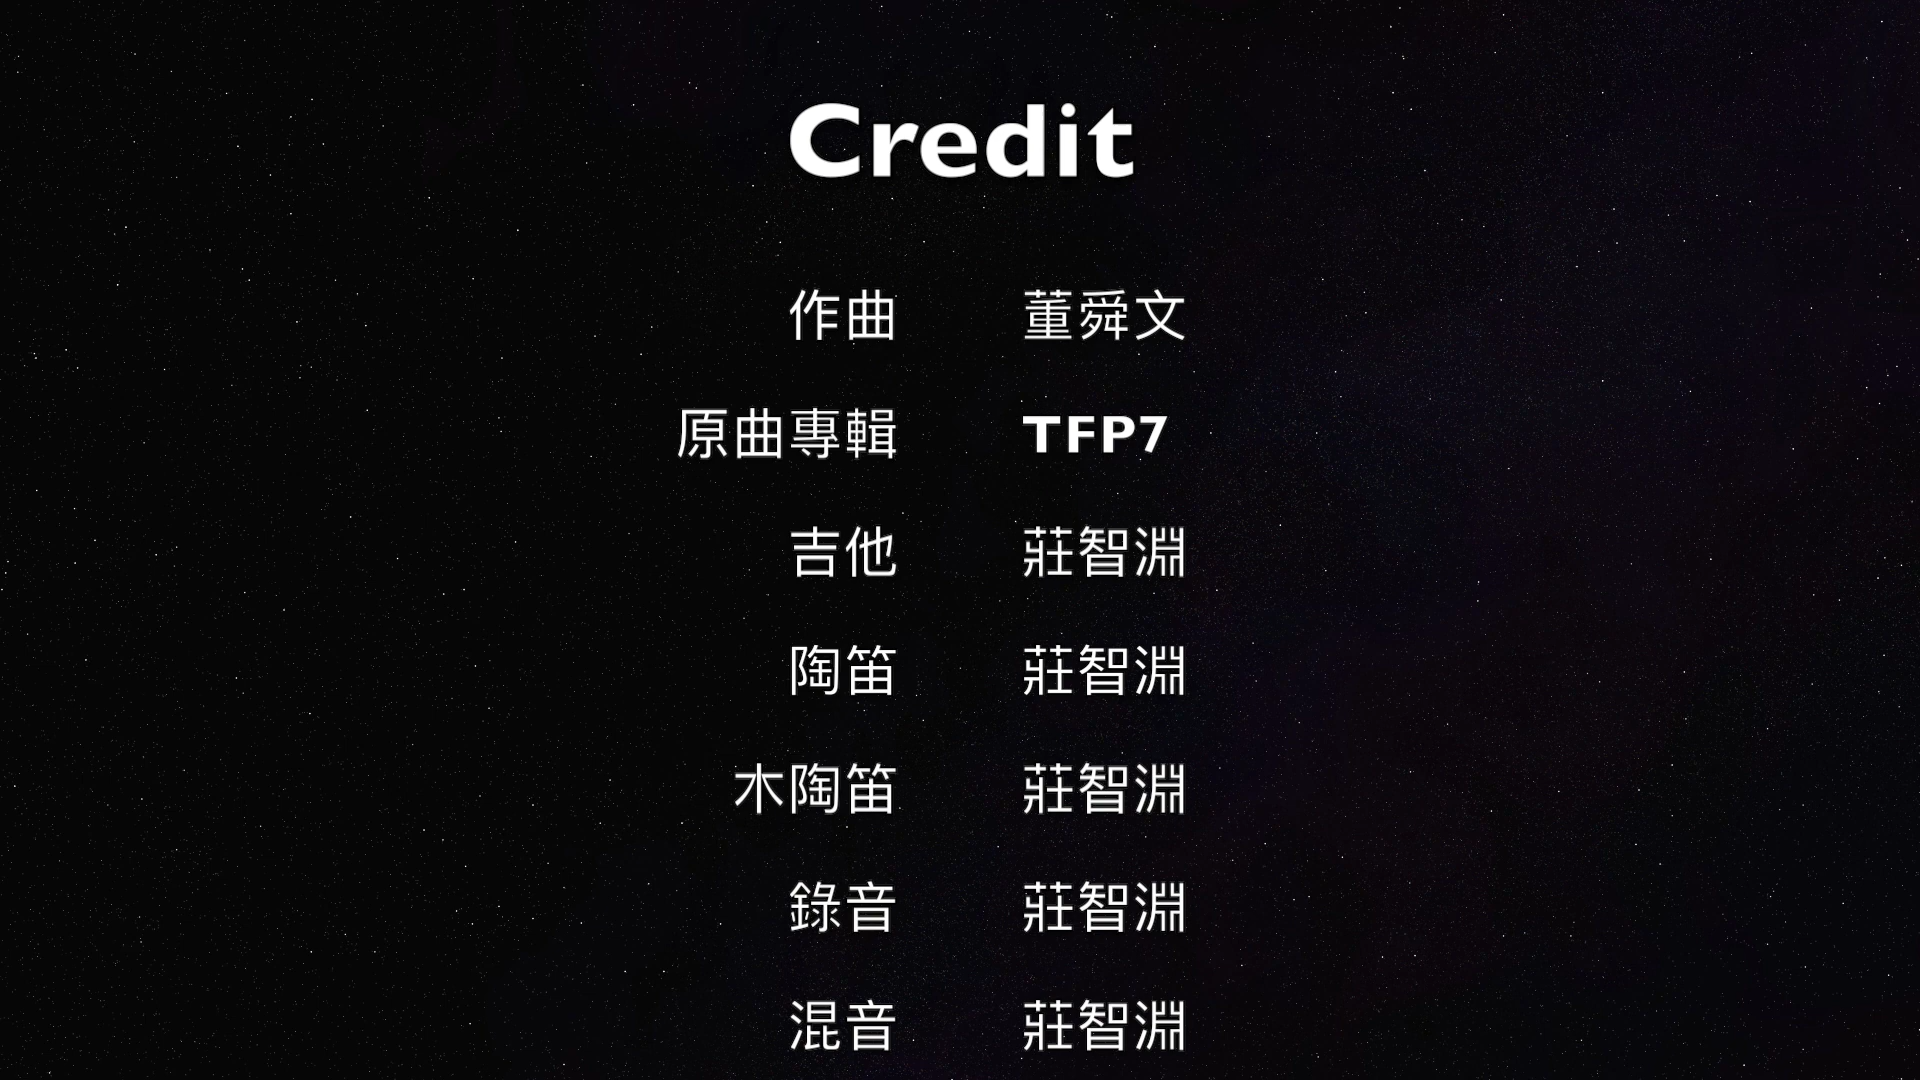 Credit
作曲 董舜文
原曲專輯 TFP7
吉他 莊智淵
陶笛 莊智淵
木陶笛 莊智淵
錄音 莊智淵
混音 莊智淵